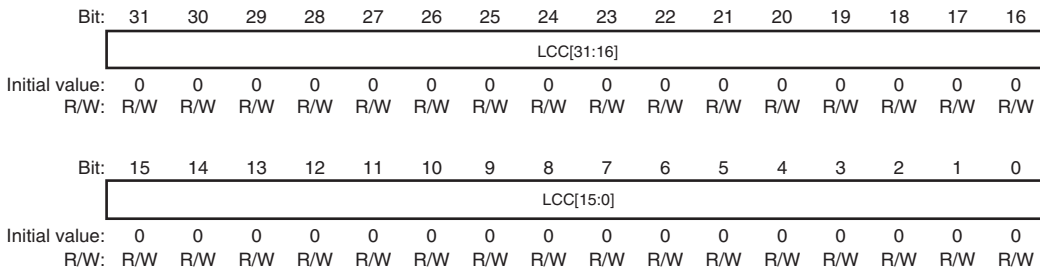 Bit: 31 30 29 28 27 26 25 24 23 22 21 20 19 18 17 16
LCC[31:16]
Initial value: 0 0 0 0 0 0 0 0 0 0 0 0 0 0 0 0
R/W: R/W R/W R/W R/W R/W R/W R/W R/W R/W R/W R/W R/W R/W R/W R/W R/W
Bit: 15 14 13 12 11 10 9 8 7 6 5 4 3 2 1 0
LCC[15:0]
Initial value: 0 0 0 0 0 0 0 0 0 0 0 0 0 0 0 0
R/W: R/W R/W R/W R/W R/W R/W R/W R/W R/W R/W R/W R/W R/W R/W R/W R/W